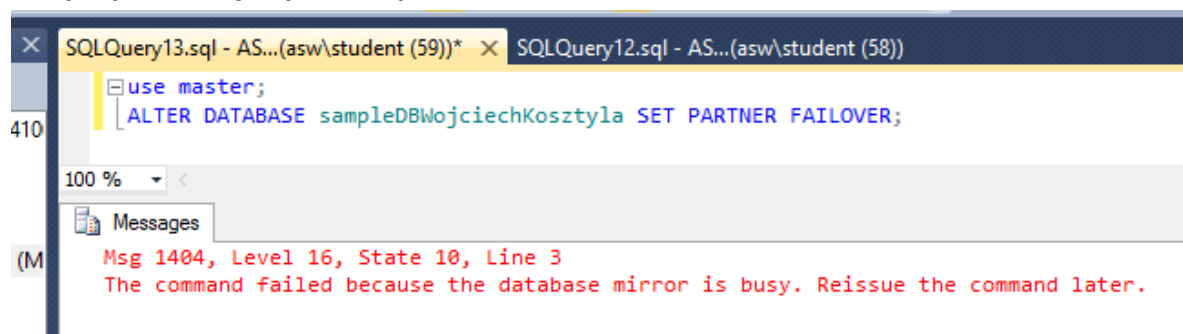 SQLQuery13.sql - AS...(asw\student (59))* SQLQuery12.sql - AS...(asw\student (58))
use master;
ALTER DATABASE sampleDBWojciechKosztyla SET PARTNER FAILOVER;
410
100 %
Messages
Msg 1404, Level 16, State 10, Line 3
(M
The command failed because the database mirror is busy. Reissue the command later.